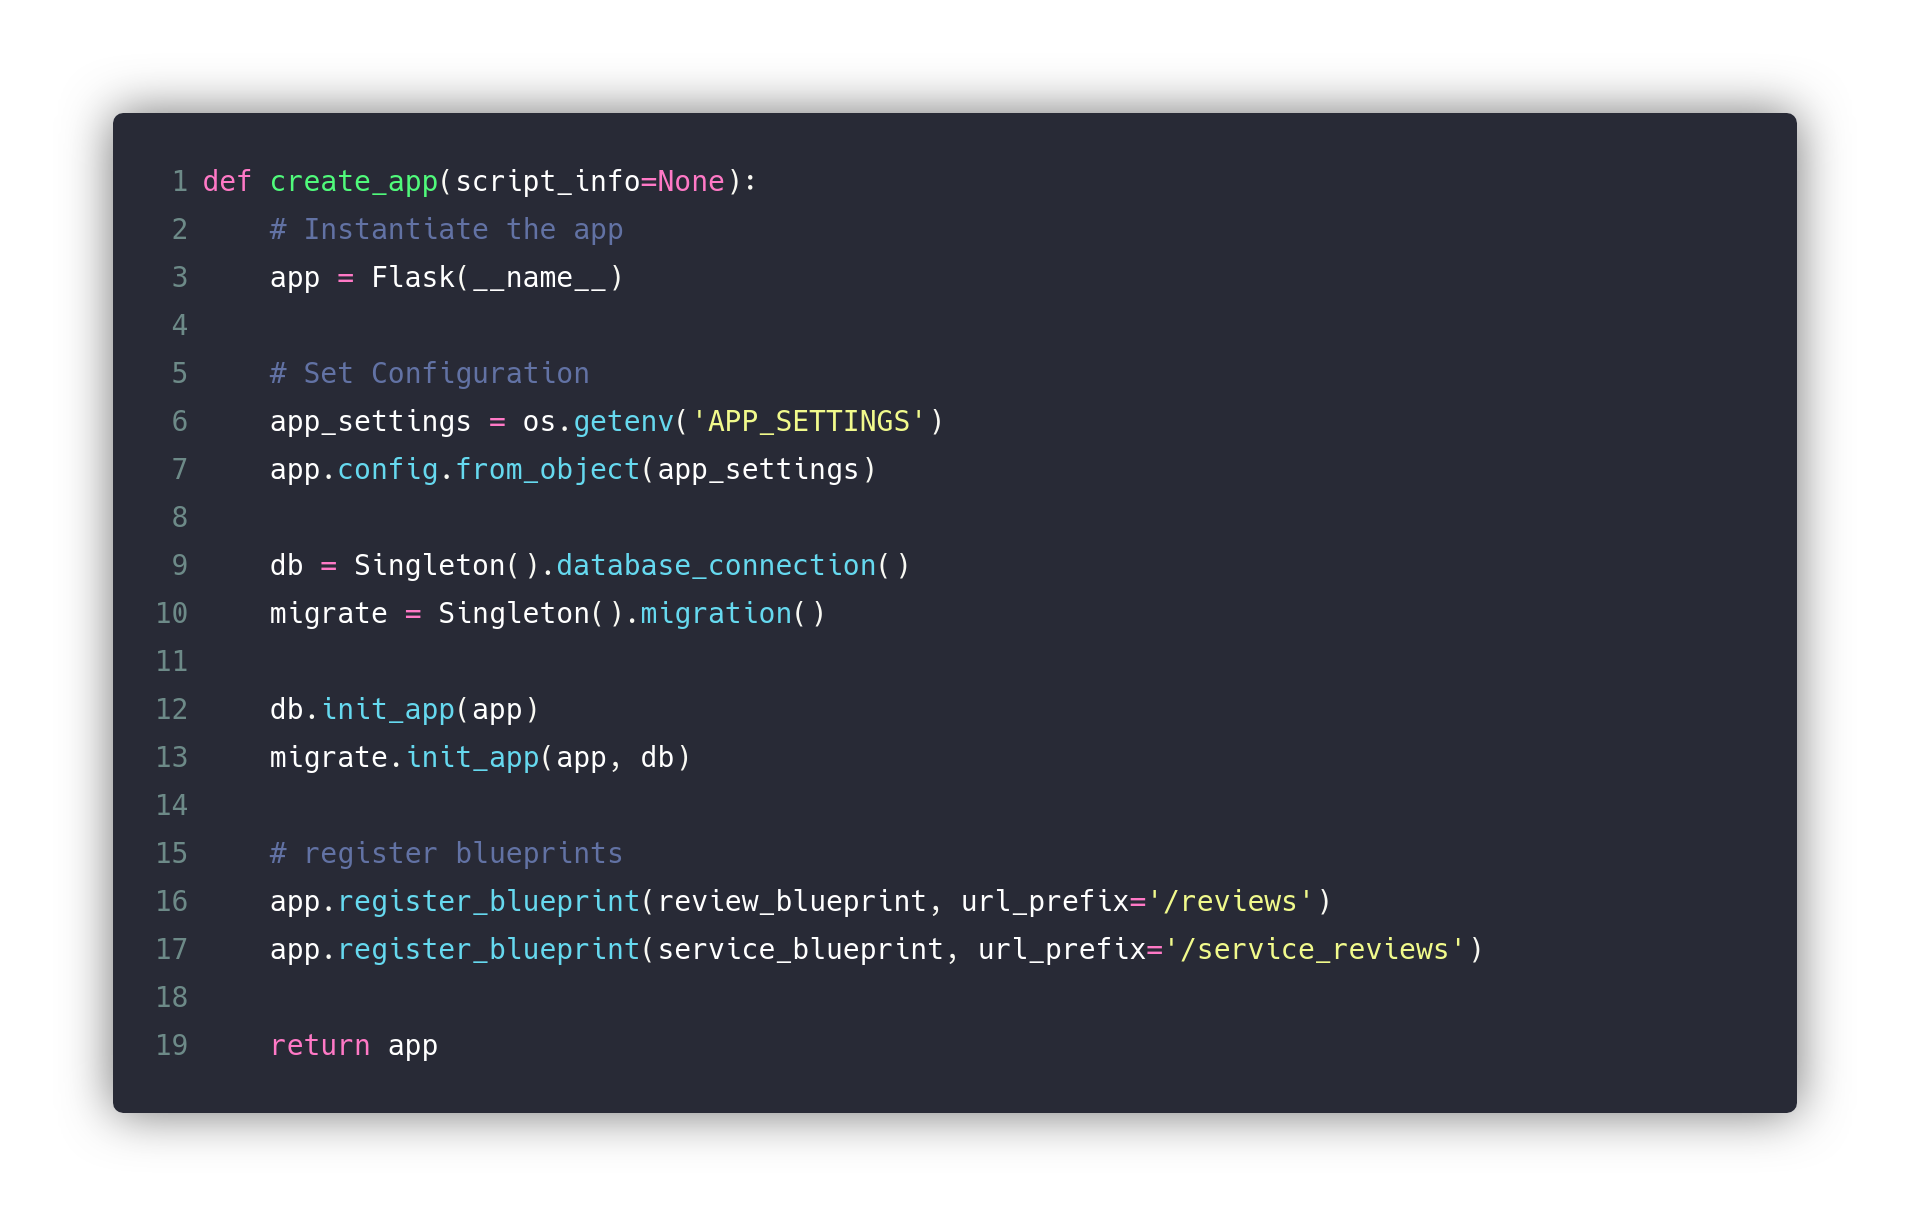 1 def create_app(script_info=None):
2     # Instantiate the app
3     app = Flask(__name__)
4
5     # Set Configuration
6     app_settings = os.getenv('APP_SETTINGS')
7     app.config.from_object(app_settings)
8
9     db = Singleton().database_connection()
10     migrate = Singleton().migration()
11
12     db.init_app(app)
13     migrate.init_app(app, db)
14
15     # register blueprints
16     app.register_blueprint(review_blueprint, url_prefix='/reviews')
17     app.register_blueprint(service_blueprint, url_prefix='/service_reviews')
18
19     return app